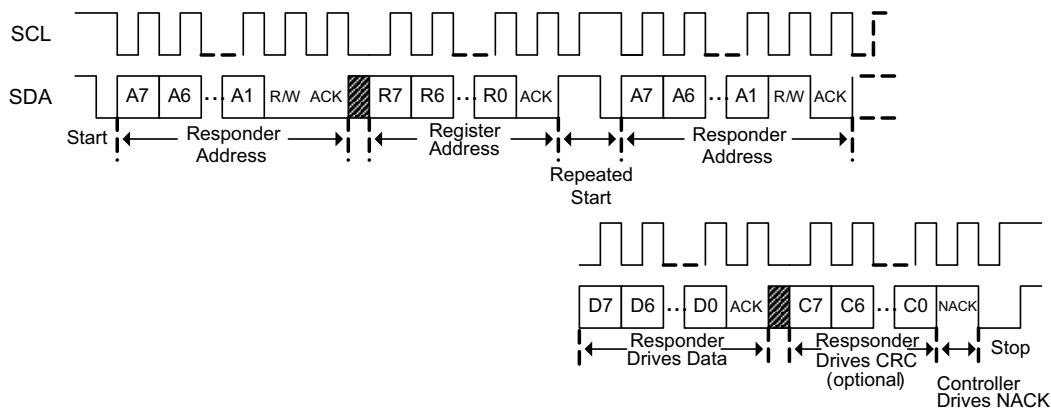 SCL
SDA
A7 A6 ... A1 R/W ACK R7 R6 ... R0 ACK A7 A6 ... A1 R/W ACK
Start
Responder
Address
Register
Address
Repeated
Start
Responder
Address
D7 D6 ... D0 ACK C7 C6 ... C0 NACK
Responder
Drives Data
Respsonder
Drives CRC
(optional)
Stop
Controller
Drives NACK